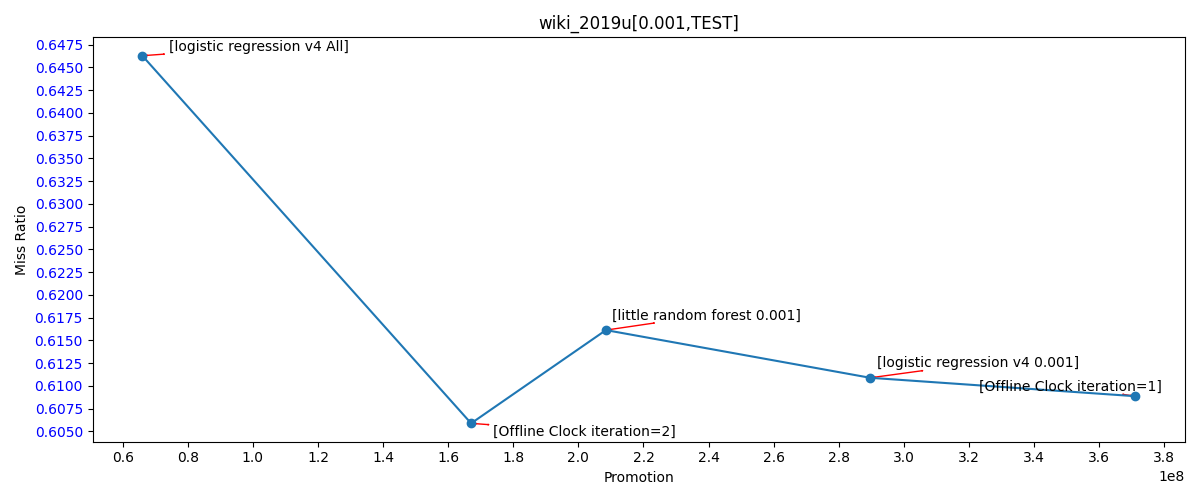 wiki_2019u[0.001,TEST]
Miss Ratio
0.6475
0.6450
0.6425
0.6400
0.6375
0.6350
0.6325
0.6300
0.6275
0.6250
0.6225
0.6200
0.6175
0.6150
0.6125
0.6100
0.6075
0.6050
[logistic regression v4 All]
[little random forest 0.001]
[logistic regression v4 0.001]
[Offline Clock iteration=1]
[Offline Clock iteration=2]
0.6 0.8 1.0 1.2 1.4 1.6 1.8 2.0 2.2 2.4 2.6 2.8 3.0 3.2 3.4 3.6 3.8
1e8
Promotion